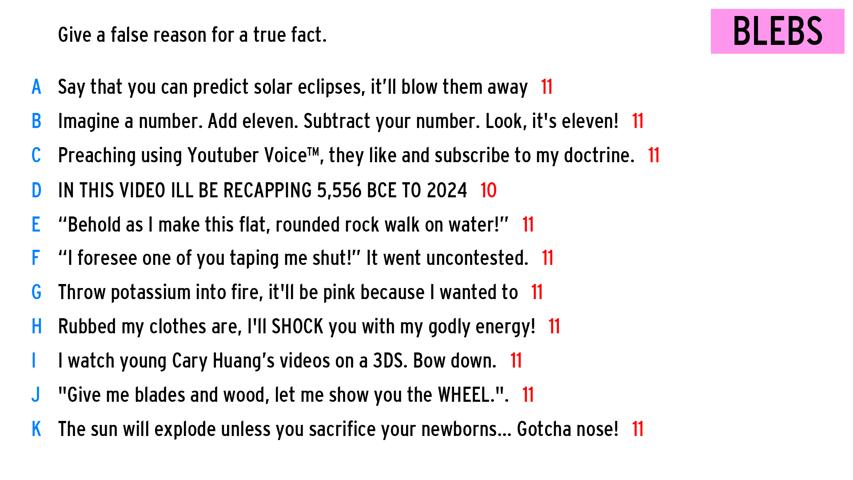 Give a false reason for a true fact.
BLEBS
A Say that you can predict solar eclipses, it’ll blow them away 11
B Imagine a number. Add eleven. Subtract your number. Look, it's eleven! 11
C Preaching using Youtuber Voice™, they like and subscribe to my doctrine. 11
D IN THIS VIDEO ILL BE RECAPPING 5,556 BCE TO 2024 10
E “Behold as I make this flat, rounded rock walk on water!” 11
F “I foresee one of you taping me shut!” It went uncontested. 11
G Throw potassium into fire, it'll be pink because I wanted to 11
H Rubbed my clothes are, I'll SHOCK you with my godly energy! 11
I I watch young Cary Huang’s videos on a 3DS. Bow down. 11
J "Give me blades and wood, let me show you the WHEEL.". 11
K The sun will explode unless you sacrifice your newborns... Gotcha nose! 11